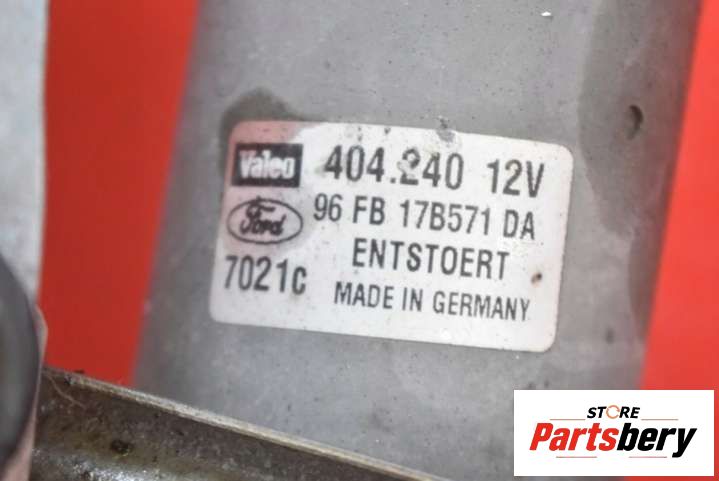 Valeo 404.240 12V
Ford 96 FB 17B571 DA
ENTSTOERT
7021c MADE IN GERMANY
STORE
Partsbery